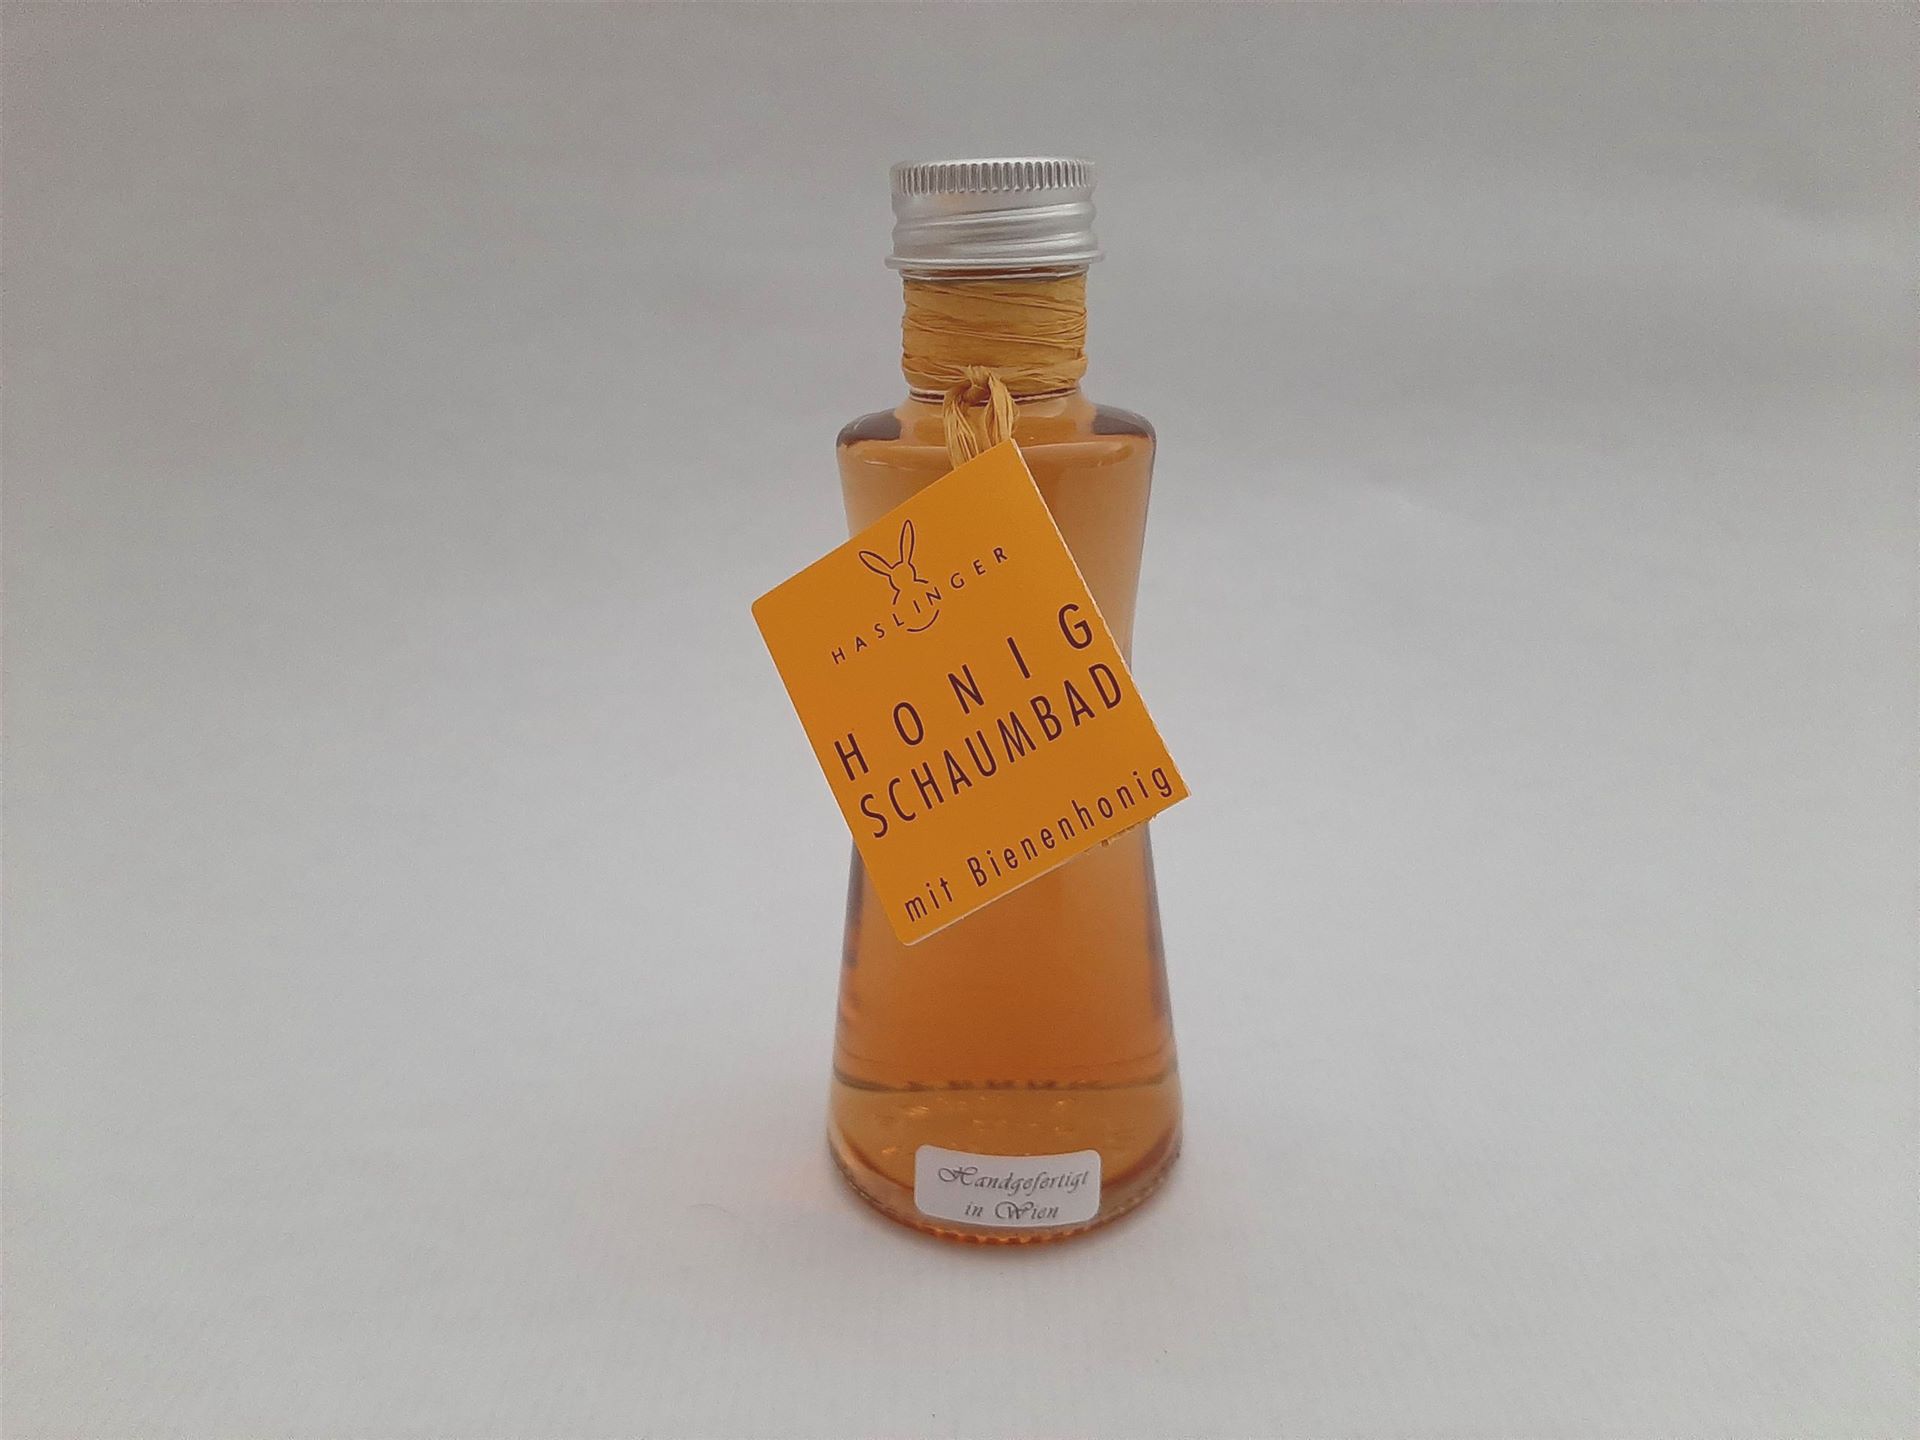 HASLINGER
HONIG
SCHAUMBAD
mit Bienenhonig
Handgefertigt
in Wien